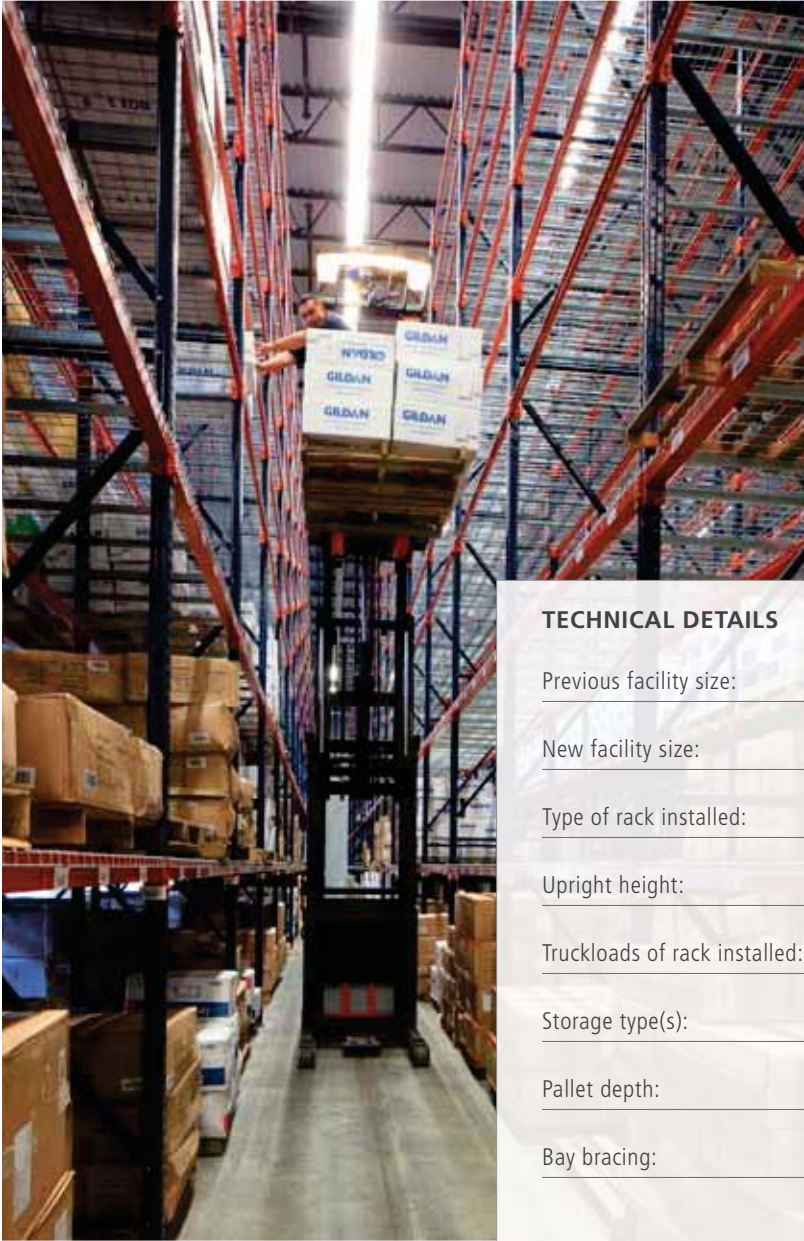 GILDAN
GILDAN
GILDAN
GILDAN
GILDAN
GILDAN
TECHNICAL DETAILS
Previous facility size:
New facility size:
Type of rack installed:
Upright height:
Truckloads of rack installed:
Storage type(s):
Pallet depth:
Bay bracing: